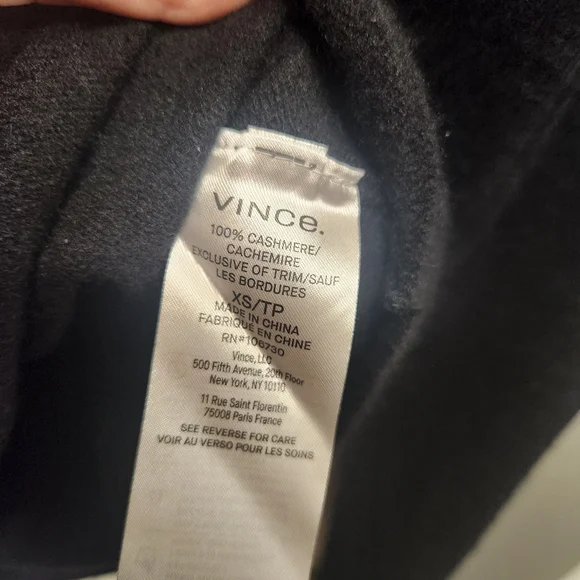 VINCe.
100% CASHMERE/
CACHEMIRE
EXCLUSIVE OF TRIM/SAUF
LES BORDURES
XS/TP
MADE IN CHINA
FABRIQUÉ EN CHINE
RN#106730
Vince, LLC
500 Fifth Avenue, 20th Floor
New York, NY 10110
11 Rue Saint Florentin
75008 Paris France
SEE REVERSE FOR CARE
VOIR AU VERSO POUR LES SOINS